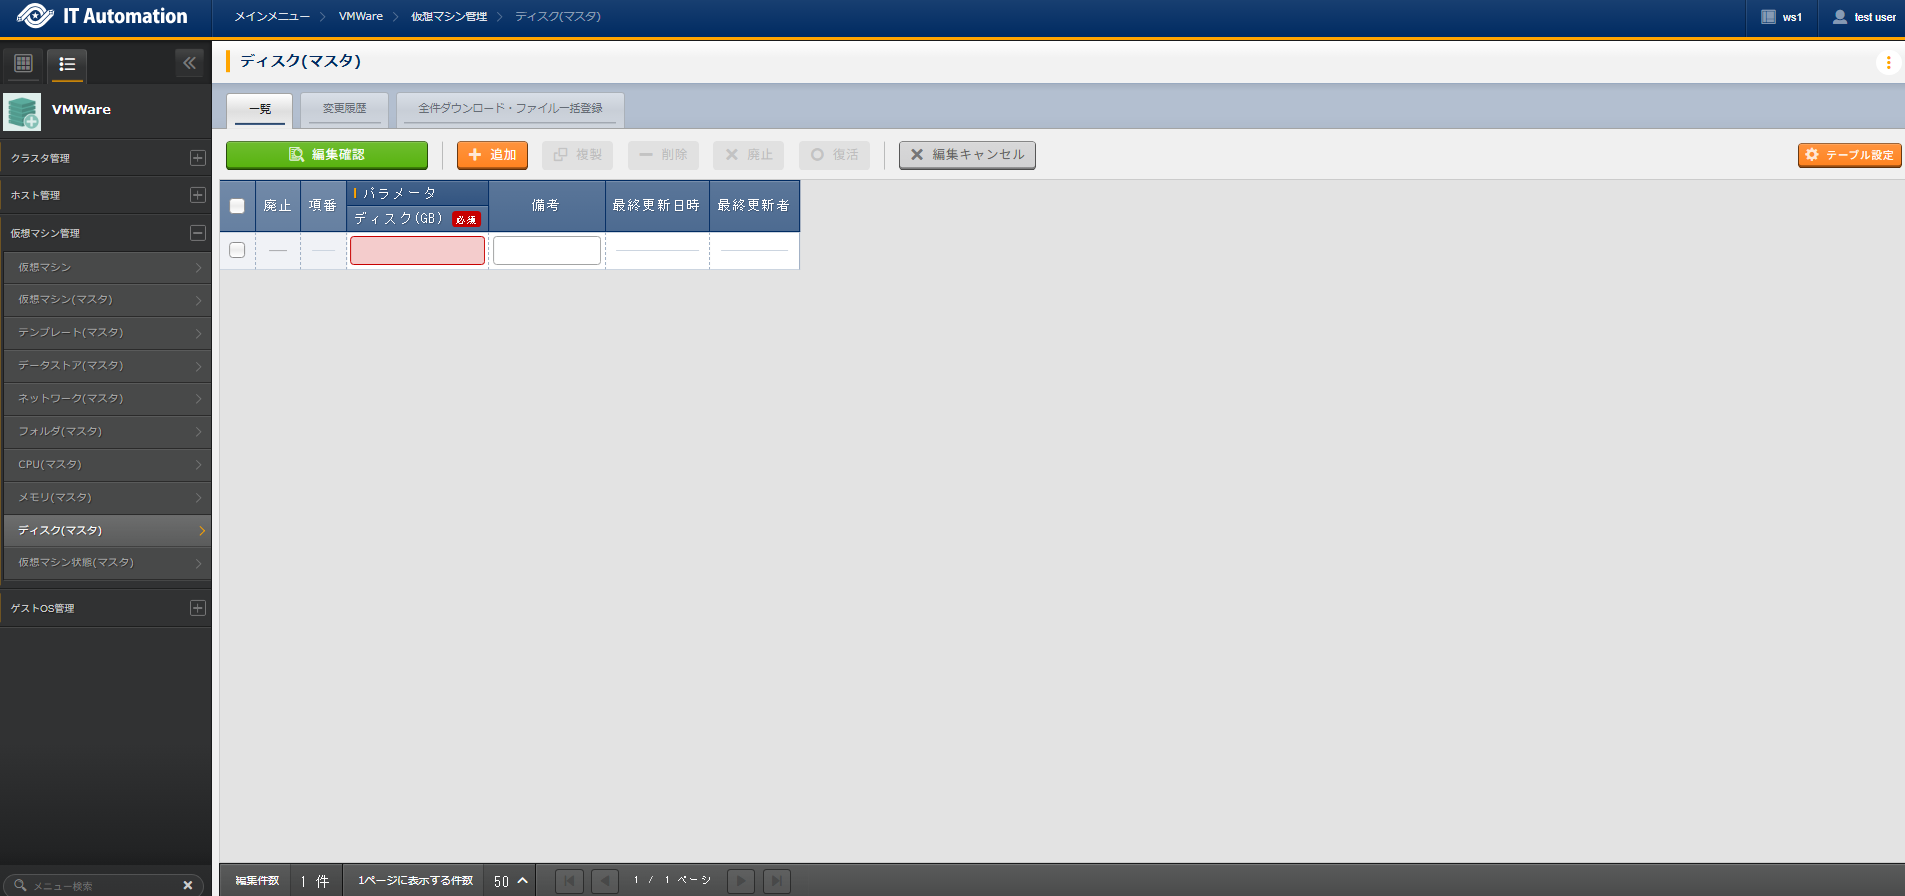 IT Automation
メインメニュー
VMWare
仮想マシン管理
ディスク(マスタ)
ws1
test user
VMWare
クラスタ管理
ホスト管理
仮想マシン管理
仮想マシン
仮想マシン(マスタ)
テンプレート(マスタ)
データストア(マスタ)
ネットワーク(マスタ)
フォルダ(マスタ)
CPU(マスタ)
メモリ(マスタ)
ディスク(マスタ)
仮想マシン状態(マスタ)
ゲストOS管理
メニュー検索
ディスク(マスタ)
一覧
変更履歴
全件ダウンロード・ファイル一括登録
編集確認
追加
複製
削除
廃止
復活
編集キャンセル
テーブル設定
廃止
項番
パラメータ
ディスク(GB) 必須
備考
最終更新日時
最終更新者
編集件数
1 件
1ページに表示する件数
50
1 / 1 ページ